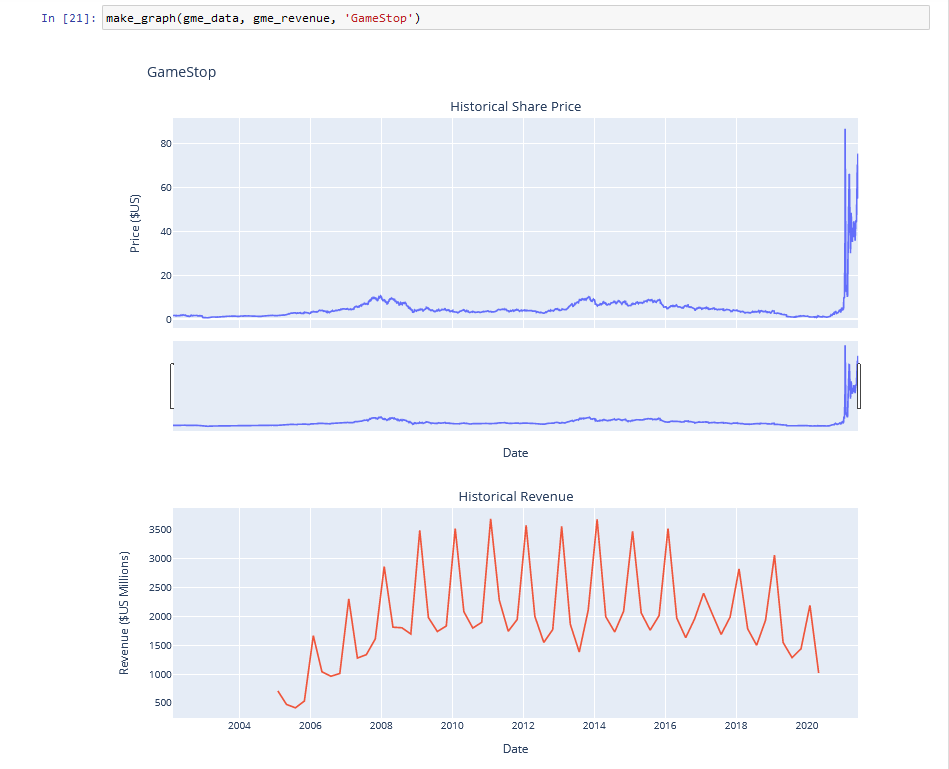 In [21]: make_graph(gme_data, gme_revenue, 'GameStop')
GameStop
Historical Share Price
80
60
40
20
0
Price ($US)
Date
Historical Revenue
3500
3000
2500
2000
1500
1000
500
Revenue ($US Millions)
2004 2006 2008 2010 2012 2014 2016 2018 2020
Date